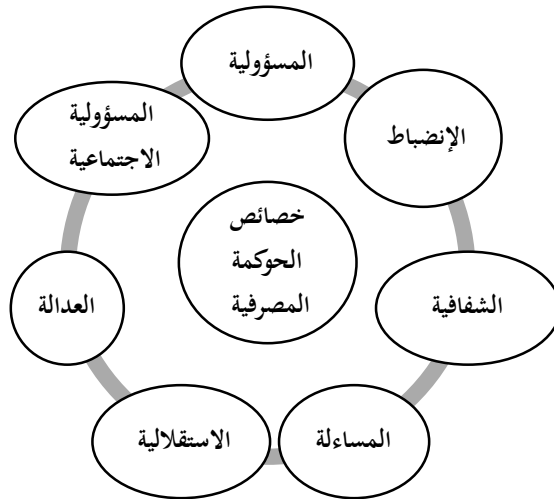 المسؤولية
المسؤولية
الاجتماعية
الإنضباط
خصائص
الحوكمة
المصرفية
العدالة
الشفافية
الاستقلالية
المساءلة